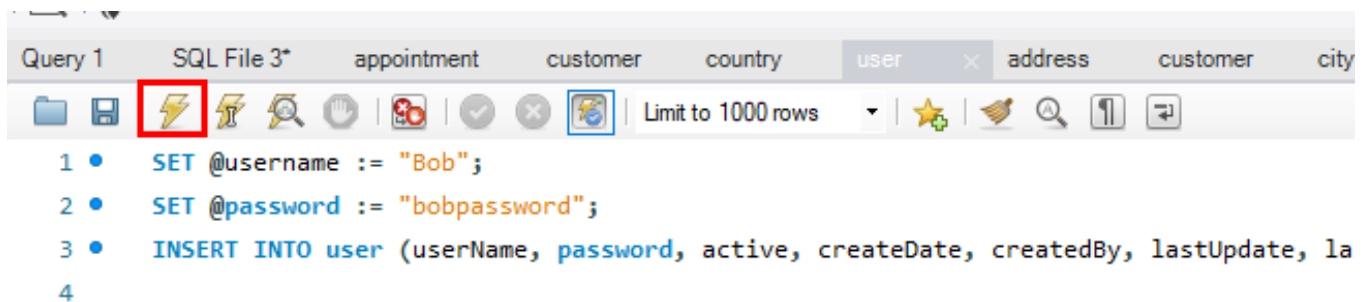 Query 1 SQL File 3* appointment customer country user address customer city
Limit to 1000 rows
1 SET @username := "Bob";
2 SET @password := "bobpassword";
3 INSERT INTO user (userName, password, active, createDate, createdBy, lastUpdate, la
4